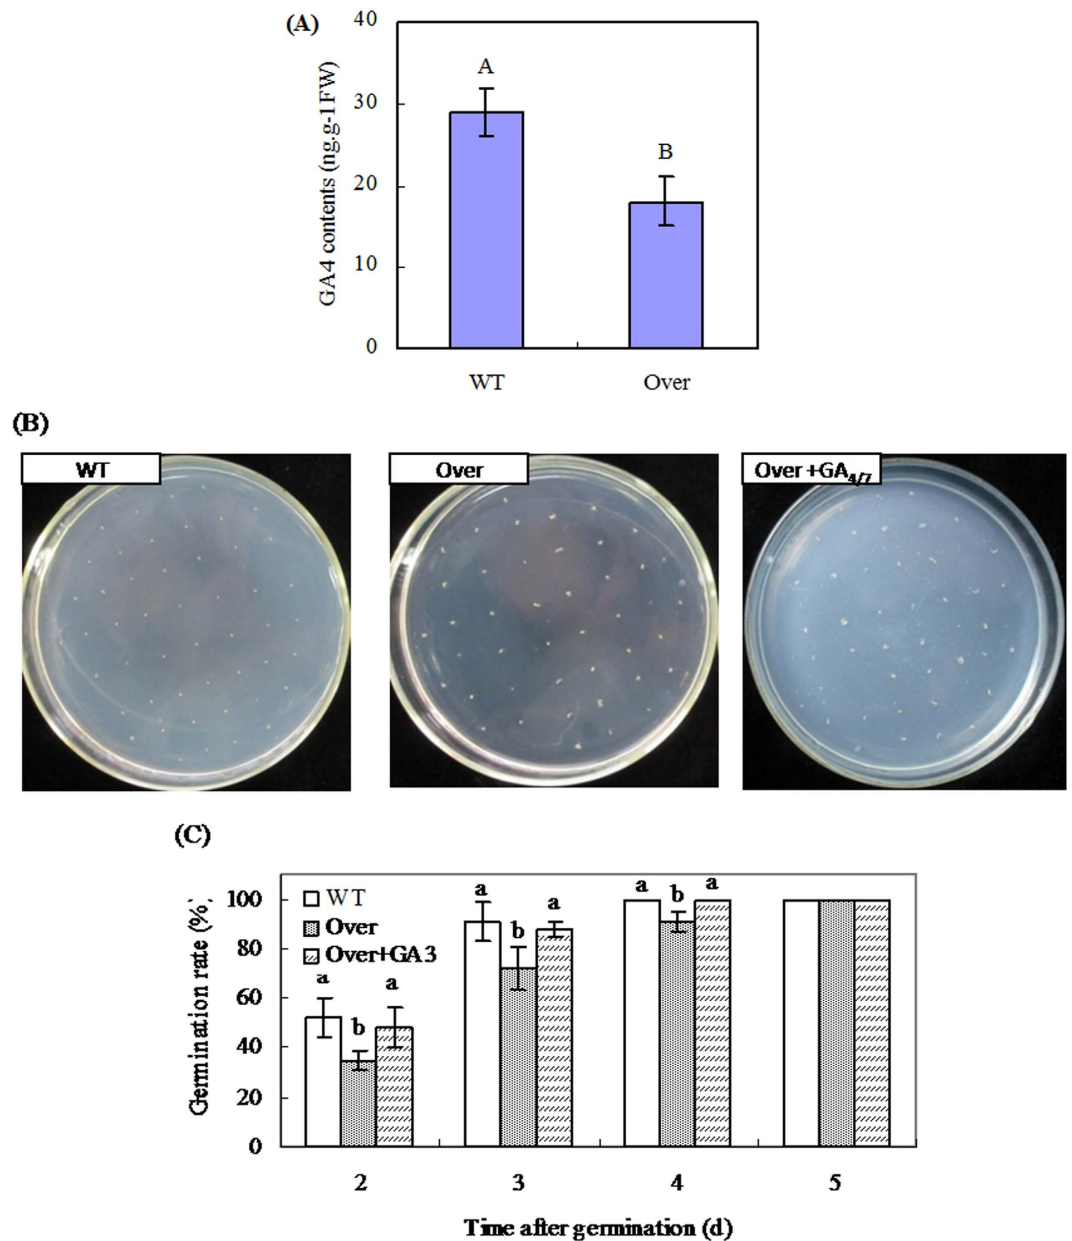 (A)
GA4 contents (ng.g-1FW)
40
30
20
10
0
A
B
WT
Over
(B)
WT
Over
Over +GA4/7
(C)
Germination rate (%)
100
80
60
40
20
0
WT
Over
Over+GA3
a
b
a
a
b
a
a
b
a
2
3
4
5
Time after germination (d)